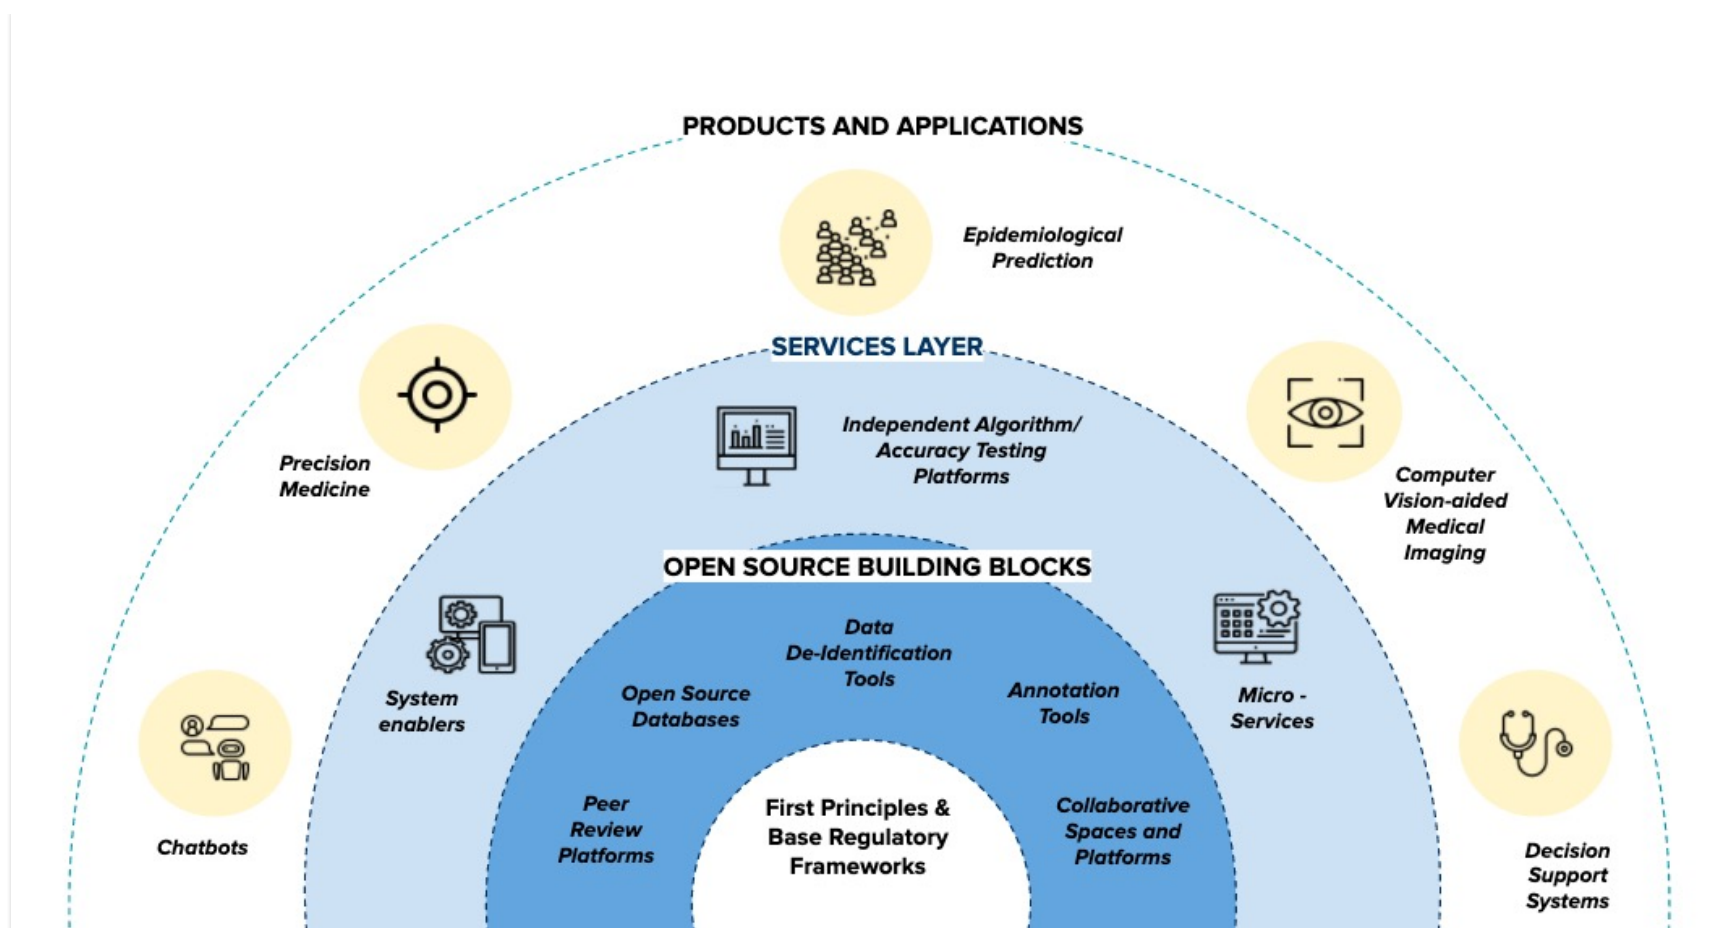 PRODUCTS AND APPLICATIONS
Epidemiological
Prediction
SERVICES LAYER
Independent Algorithm/
Accuracy Testing
Platforms
Precision
Medicine
Computer
Vision-aided
Medical
Imaging
OPEN SOURCE BUILDING BLOCKS
Data
De-Identification
Tools
System
enablers
Open Source
Databases
Annotation
Tools
Micro -
Services
Chatbots
Peer
Review
Platforms
First Principles &
Base Regulatory
Frameworks
Collaborative
Spaces and
Platforms
Decision
Support
Systems